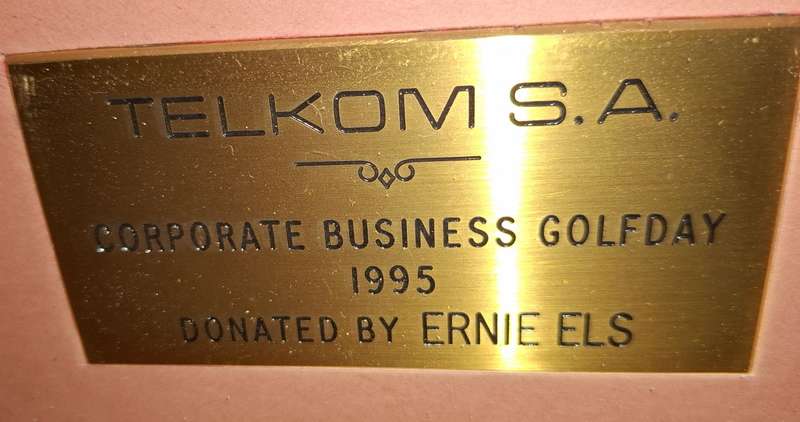 TELKOM S.A.
CORPORATE BUSINESS GOLFDAY
1995
DONATED BY ERNIE ELS